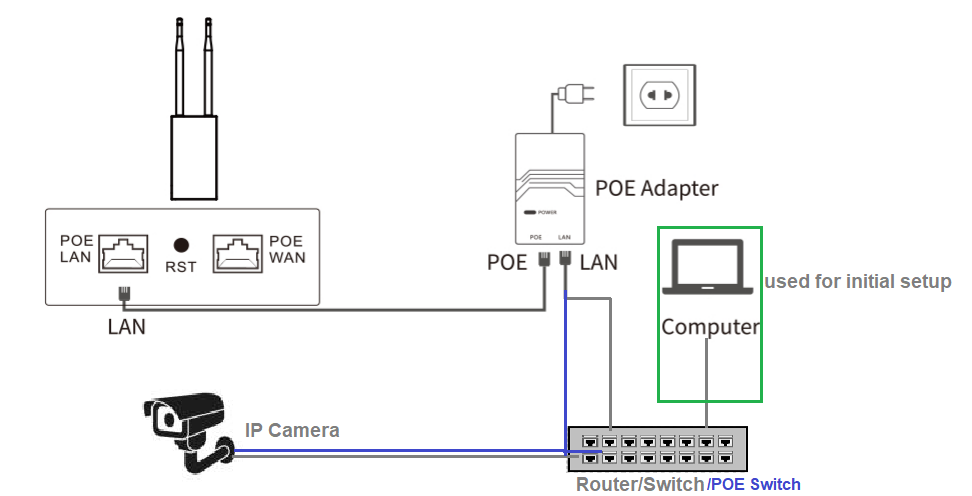 POE Adapter
POWER
POE LAN
POE
LAN
RST
POE
WAN
POE
LAN
used for initial setup
LAN
Computer
IP Camera
Router/Switch/POE Switch